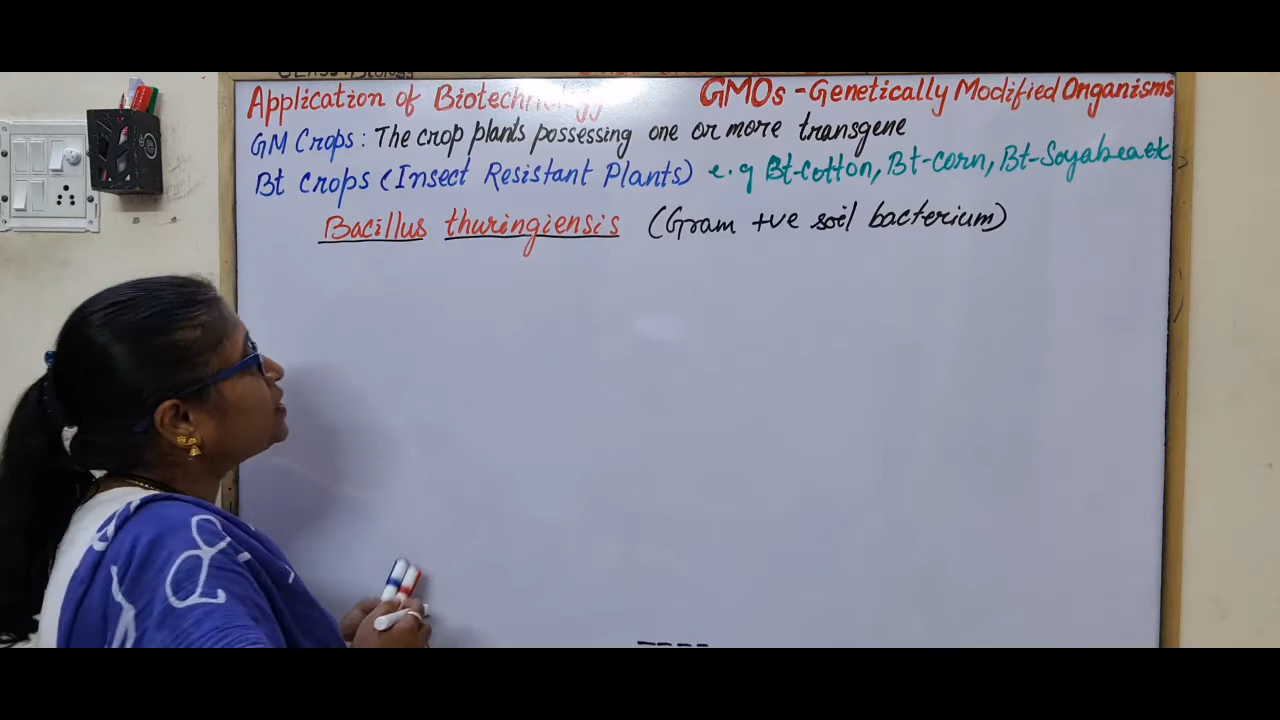 Application of Biotechnology GMOs - Genetically Modified Organisms
GM Crops : The crop plants possessing one or more transgene
Bt Crops (Insect Resistant Plants) e.g Bt-Cotton, Bt-corn, Bt-Soyabean etc
Bacillus thuringiensis (Gram +ve soil bacterium)